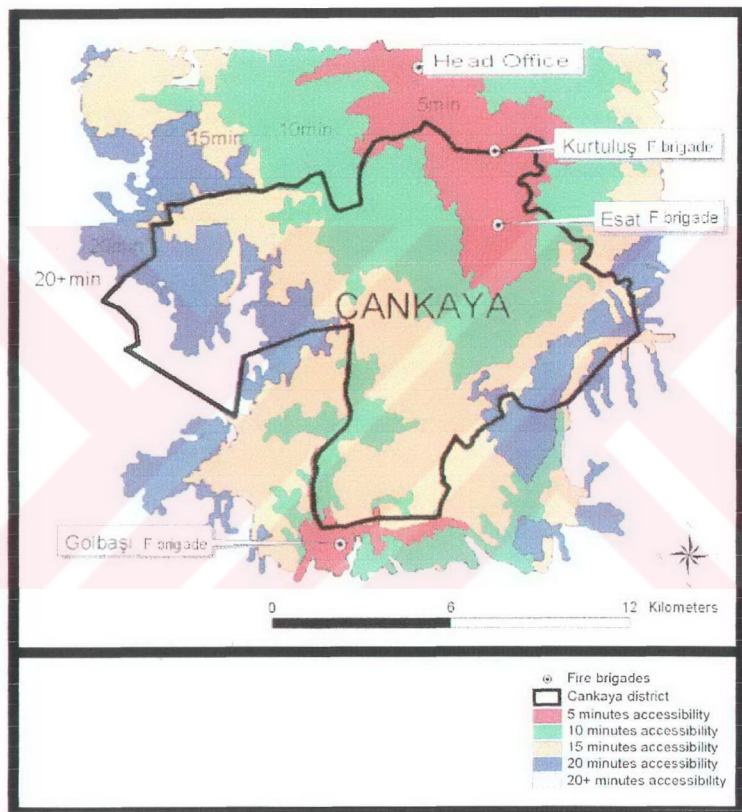 Head Office
5min
10min
15min
Kurtuluş F brigade
Esat F brigade
20min
20+min
CANKAYA
Golbaşı F brigade
0 6 12 Kilometers
Fire brigades
Cankaya district
5 minutes accessibility
10 minutes accessibility
15 minutes accessibility
20 minutes accessibility
20+ minutes accessibility